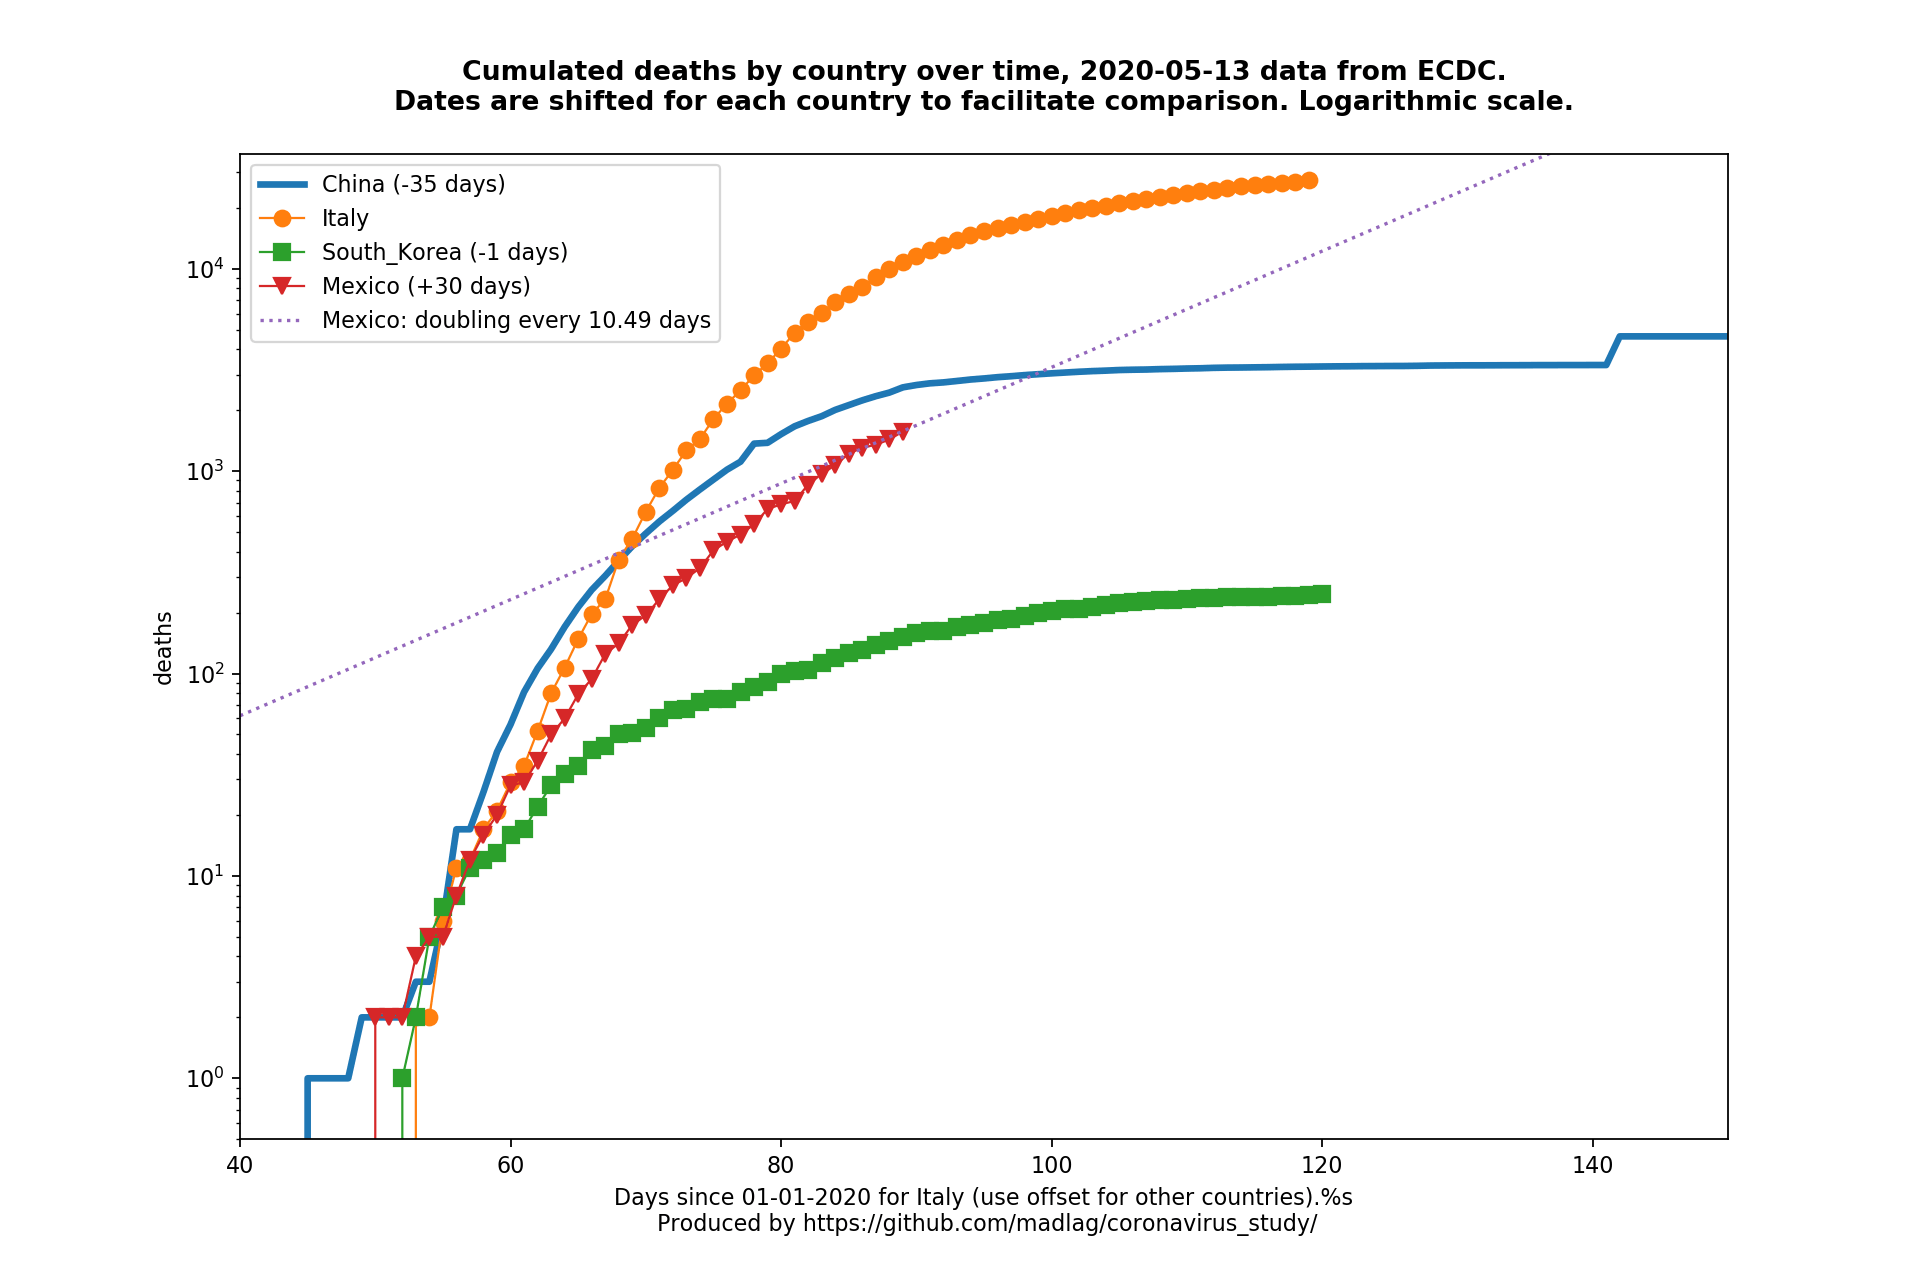 Cumulated deaths by country over time, 2020-05-13 data from ECDC.
Dates are shifted for each country to facilitate comparison. Logarithmic scale.
China (-35 days)
Italy
South_Korea (-1 days)
Mexico (+30 days)
Mexico: doubling every 10.49 days
deaths
10⁴
10³
10²
10¹
10⁰
40 60 80 100 120 140
Days since 01-01-2020 for Italy (use offset for other countries).%s
Produced by https://github.com/madlag/coronavirus_study/